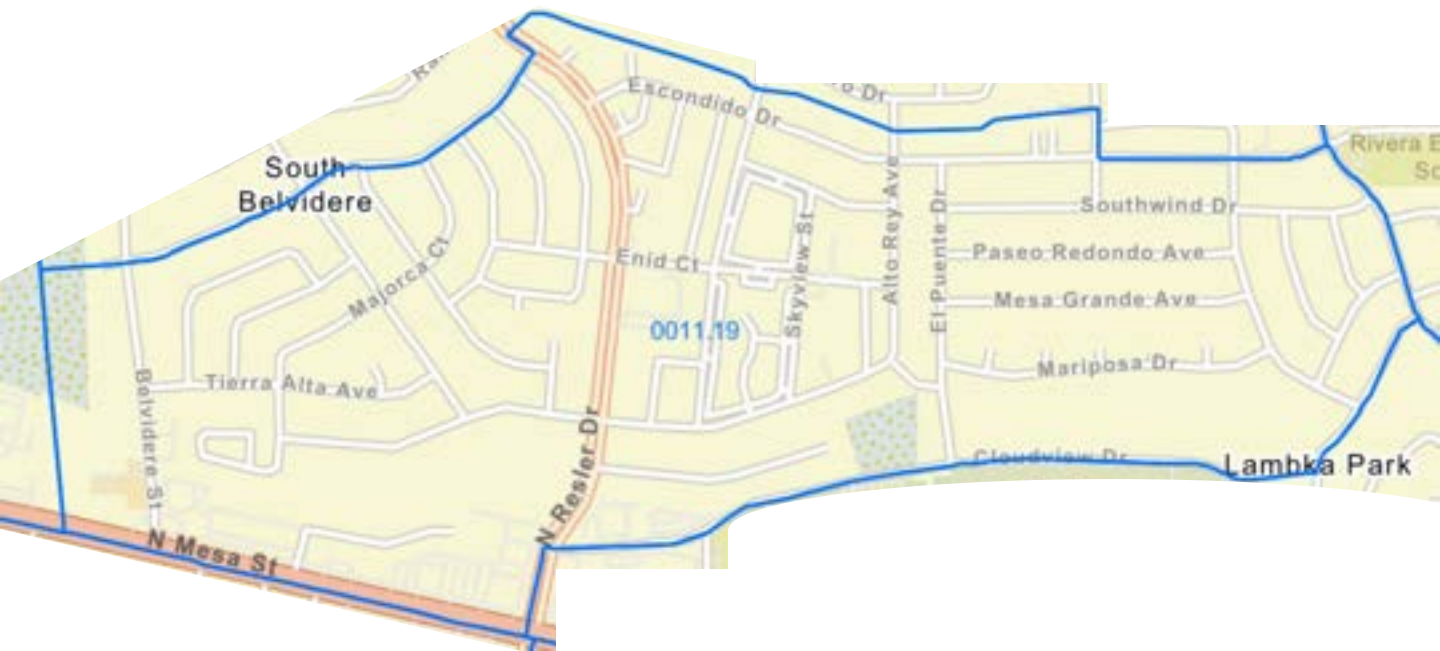 Escondido Dr
o Dr
Rivera E
South
Belvidere
Southwind Dr
Alto Rey Ave
El Puente Dr
Skyview St
Paseo Redondo Ave
Enid Ct
Majorca Ct
Mesa Grande Ave
0011.19
Mariposa Dr
Belvidere St
Tierra Alta Ave
N Resler Dr
Cloudview Dr
Lambka Park
N Mesa St